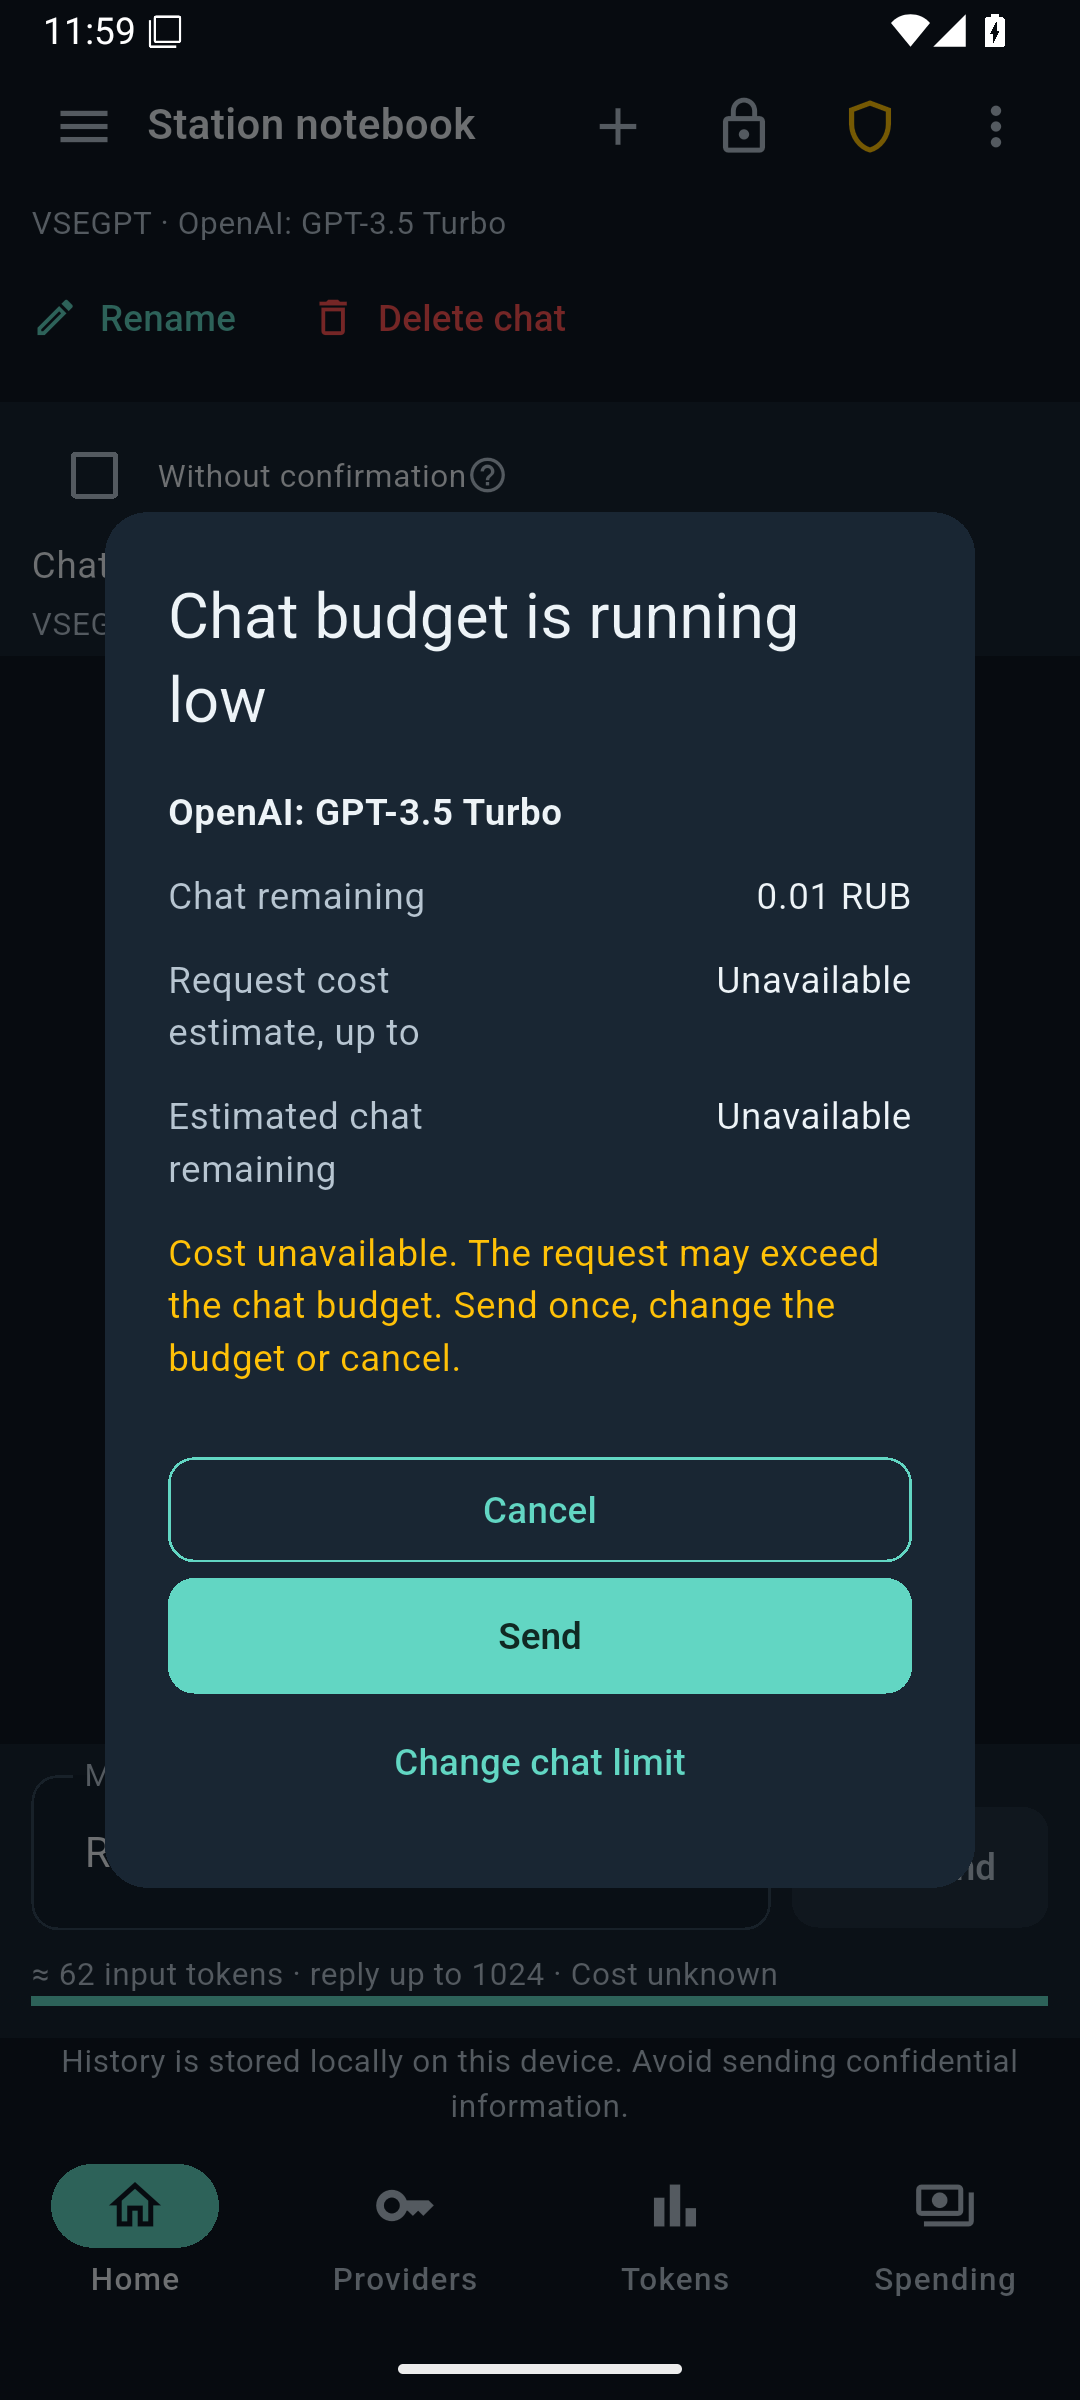 11:59
Station notebook
VSEGPT · OpenAI: GPT-3.5 Turbo
Rename
Delete chat
Without confirmation
Chat
Chat budget is running
low
OpenAI: GPT-3.5 Turbo
Chat remaining 0.01 RUB
Request cost Unavailable
estimate, up to
Estimated chat Unavailable
remaining
Cost unavailable. The request may exceed
the chat budget. Send once, change the
budget or cancel.
Cancel
Send
Change chat limit
≈ 62 input tokens · reply up to 1024 · Cost unknown
History is stored locally on this device. Avoid sending confidential
information.
Home
Providers
Tokens
Spending